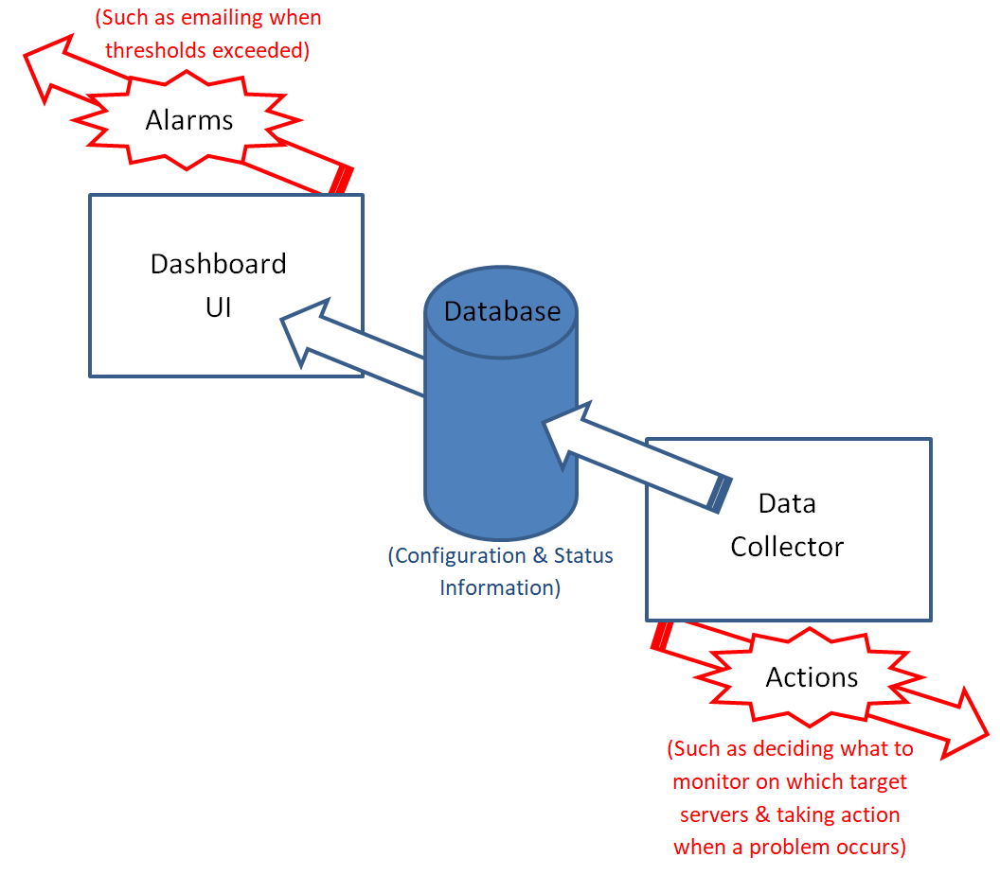 (Such as emailing when
thresholds exceeded)
Alarms
Dashboard
UI
Database
(Configuration & Status
Information)
Data
Collector
Actions
(Such as deciding what to
monitor on which target
servers & taking action
when a problem occurs)